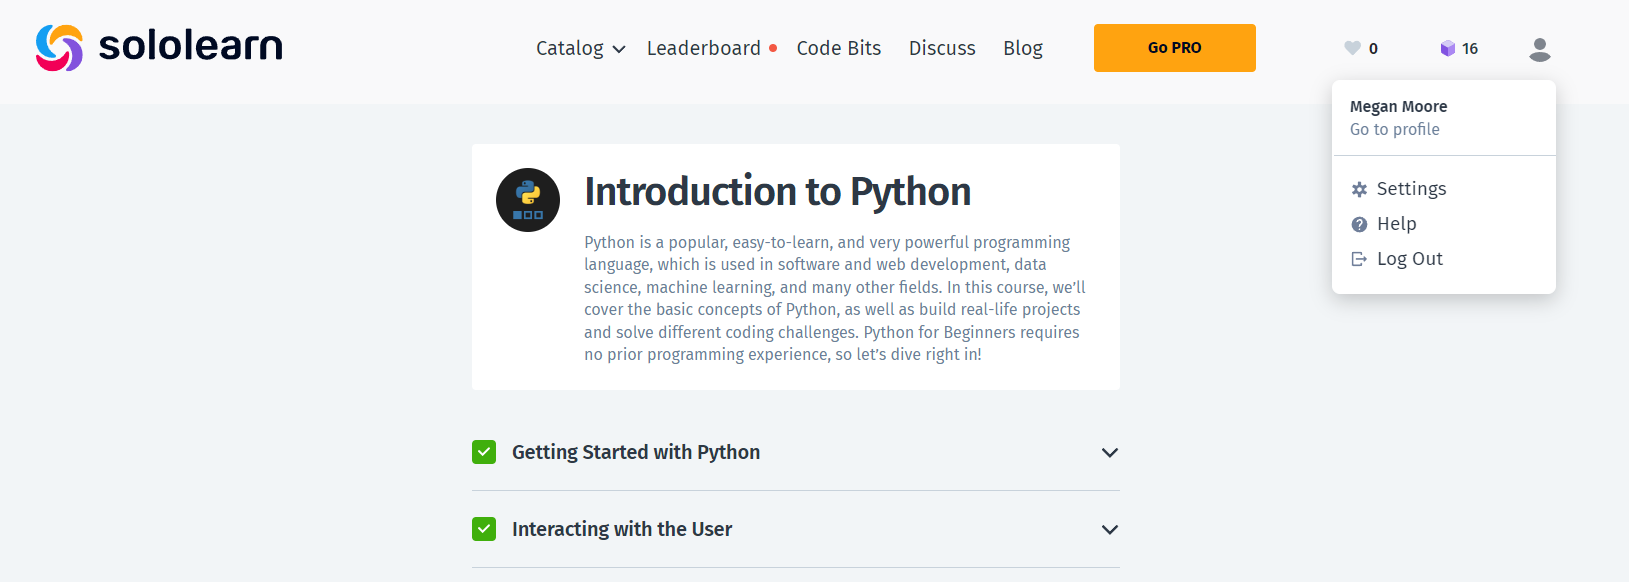 sololearn
Catalog Leaderboard Code Bits Discuss Blog Go PRO 0 16
Megan Moore
Go to profile
Settings
Help
Log Out
Introduction to Python
Python is a popular, easy-to-learn, and very powerful programming
language, which is used in software and web development, data
science, machine learning, and many other fields. In this course, we’ll
cover the basic concepts of Python, as well as build real-life projects
and solve different coding challenges. Python for Beginners requires
no prior programming experience, so let’s dive right in!
Getting Started with Python
Interacting with the User